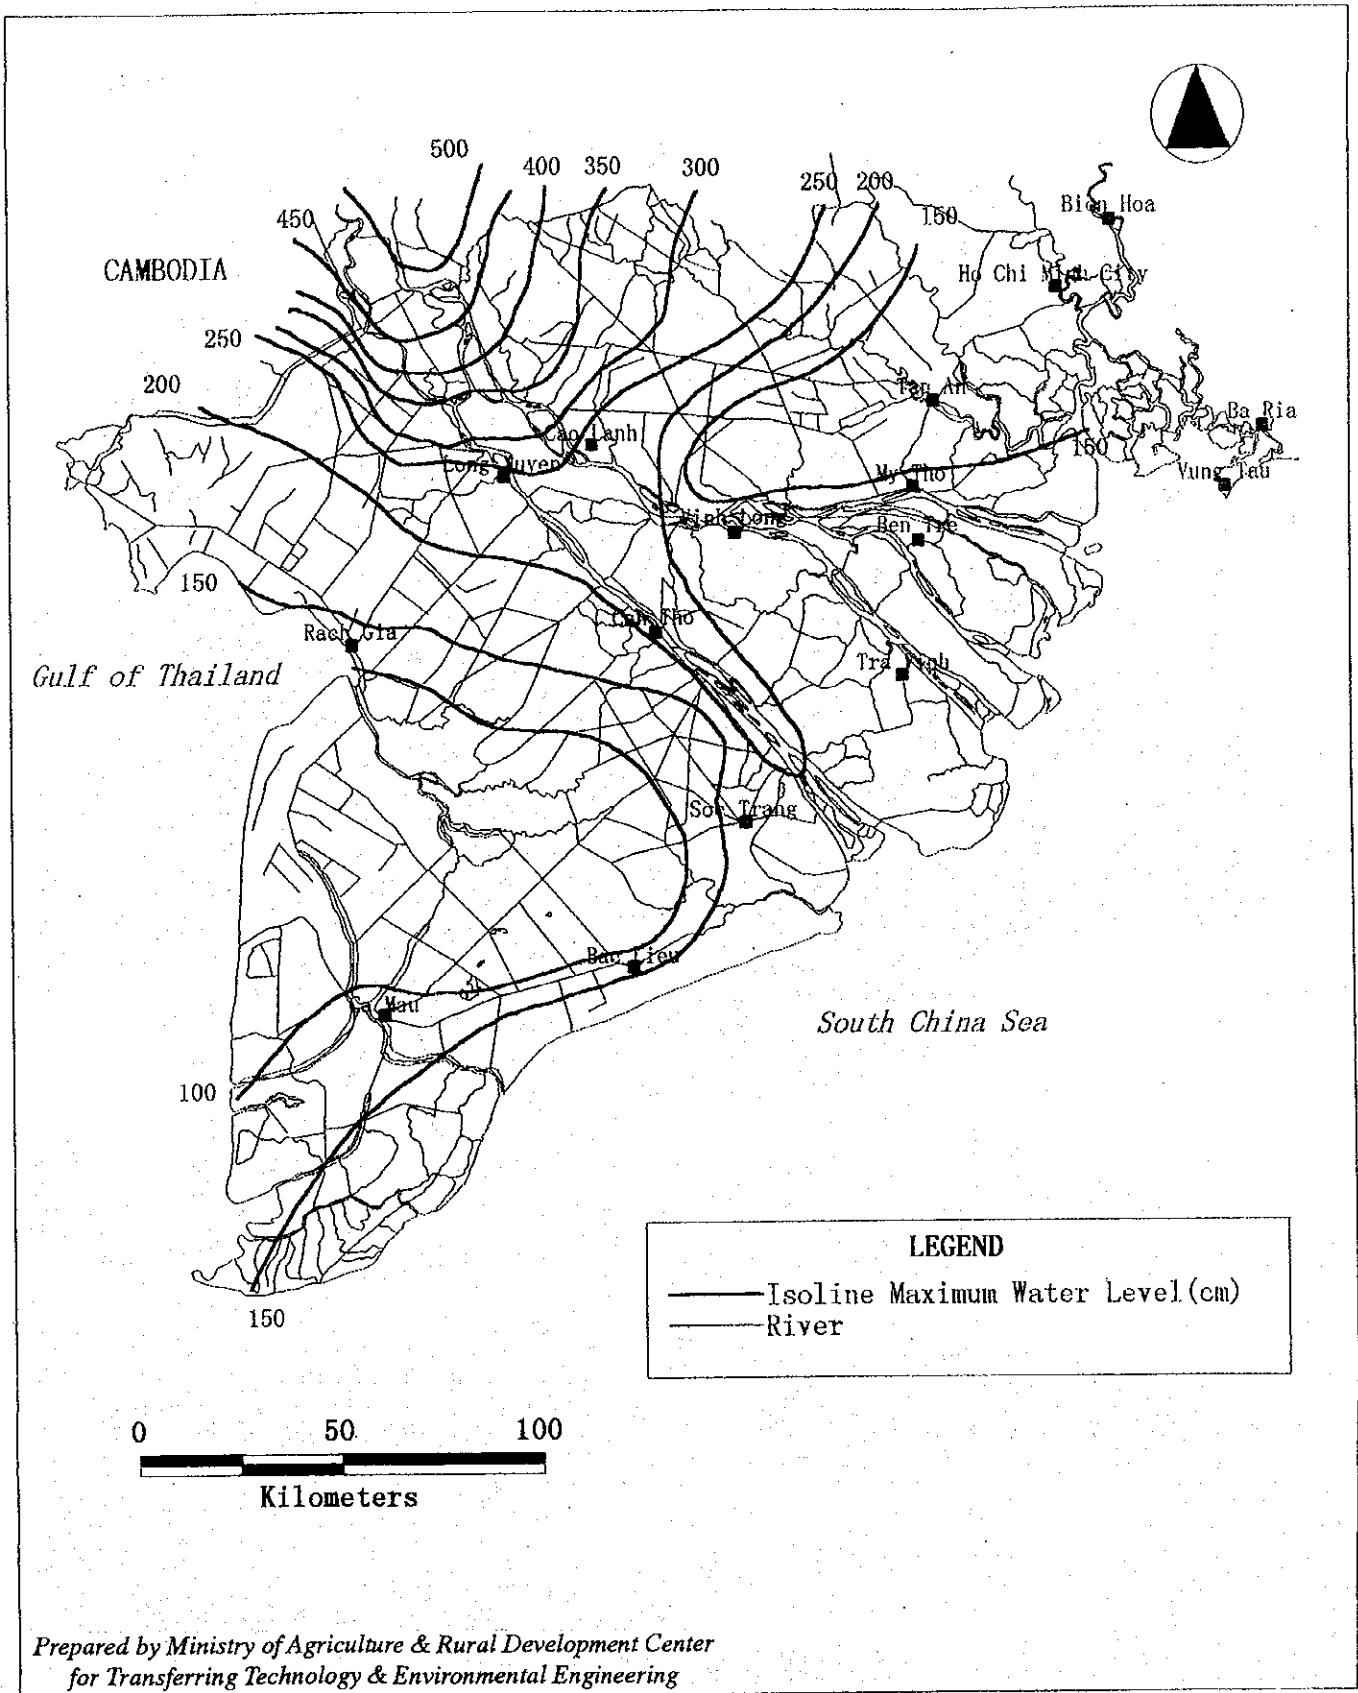 500
400
350
300
250
200
150
450
Bien Hoa
CAMBODIA
Ho Chi Minh City
250
200
Tan An
Ba Ria
Cao Lanh
150
Long Xuyen
My Tho
Vung Tau
Vinh Long
Ben Tre
150
Rach Gia
Can Tho
Gulf of Thailand
Tra Vinh
Soc Trang
Bac Lieu
Ca Mau
South China Sea
100
LEGEND
Isoline Maximum Water Level(cm)
River
150
0 50 100
Kilometers
Prepared by Ministry of Agriculture & Rural Development Center
for Transferring Technology & Environmental Engineering